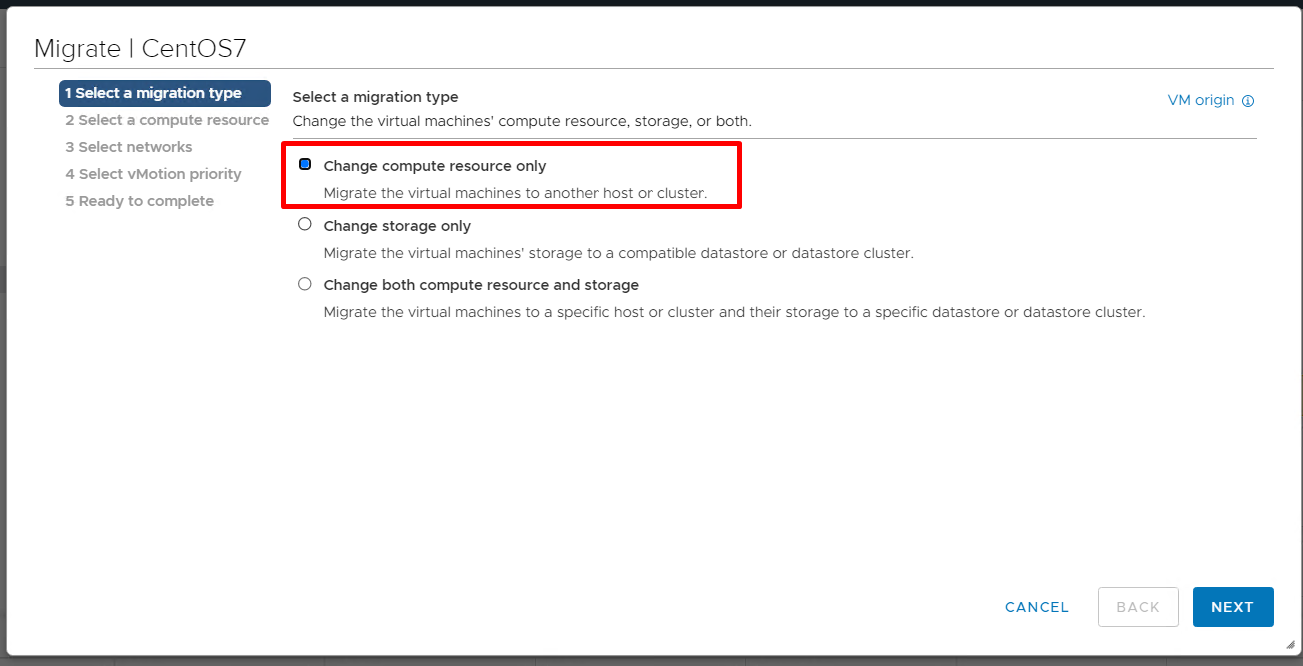 Migrate | CentOS7
1 Select a migration type
2 Select a compute resource
3 Select networks
4 Select vMotion priority
5 Ready to complete
Select a migration type
VM origin
Change the virtual machines' compute resource, storage, or both.
Change compute resource only
Migrate the virtual machines to another host or cluster.
Change storage only
Migrate the virtual machines' storage to a compatible datastore or datastore cluster.
Change both compute resource and storage
Migrate the virtual machines to a specific host or cluster and their storage to a specific datastore or datastore cluster.
CANCEL
BACK
NEXT